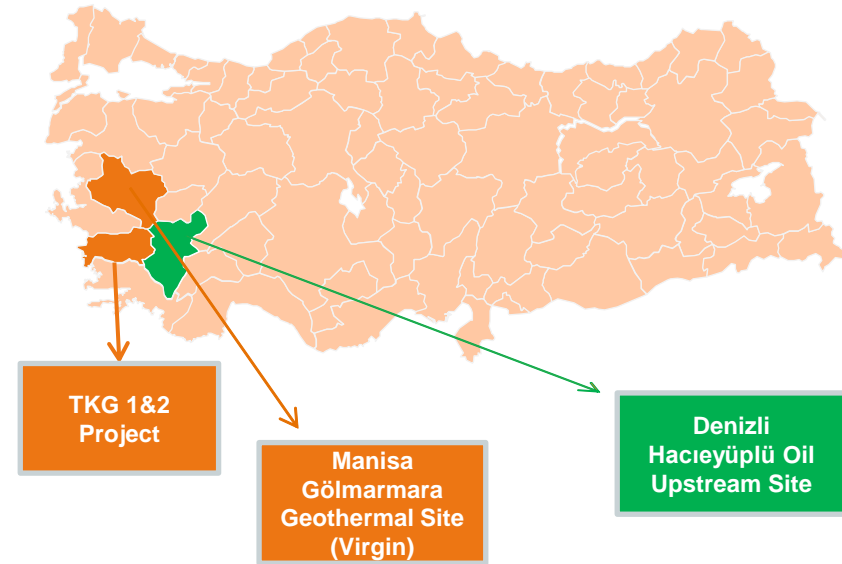 TKG 1&2
Project
Manisa
Gölmarmara
Geothermal Site
(Virgin)
Denizli
Hacıeyüplü Oil
Upstream Site